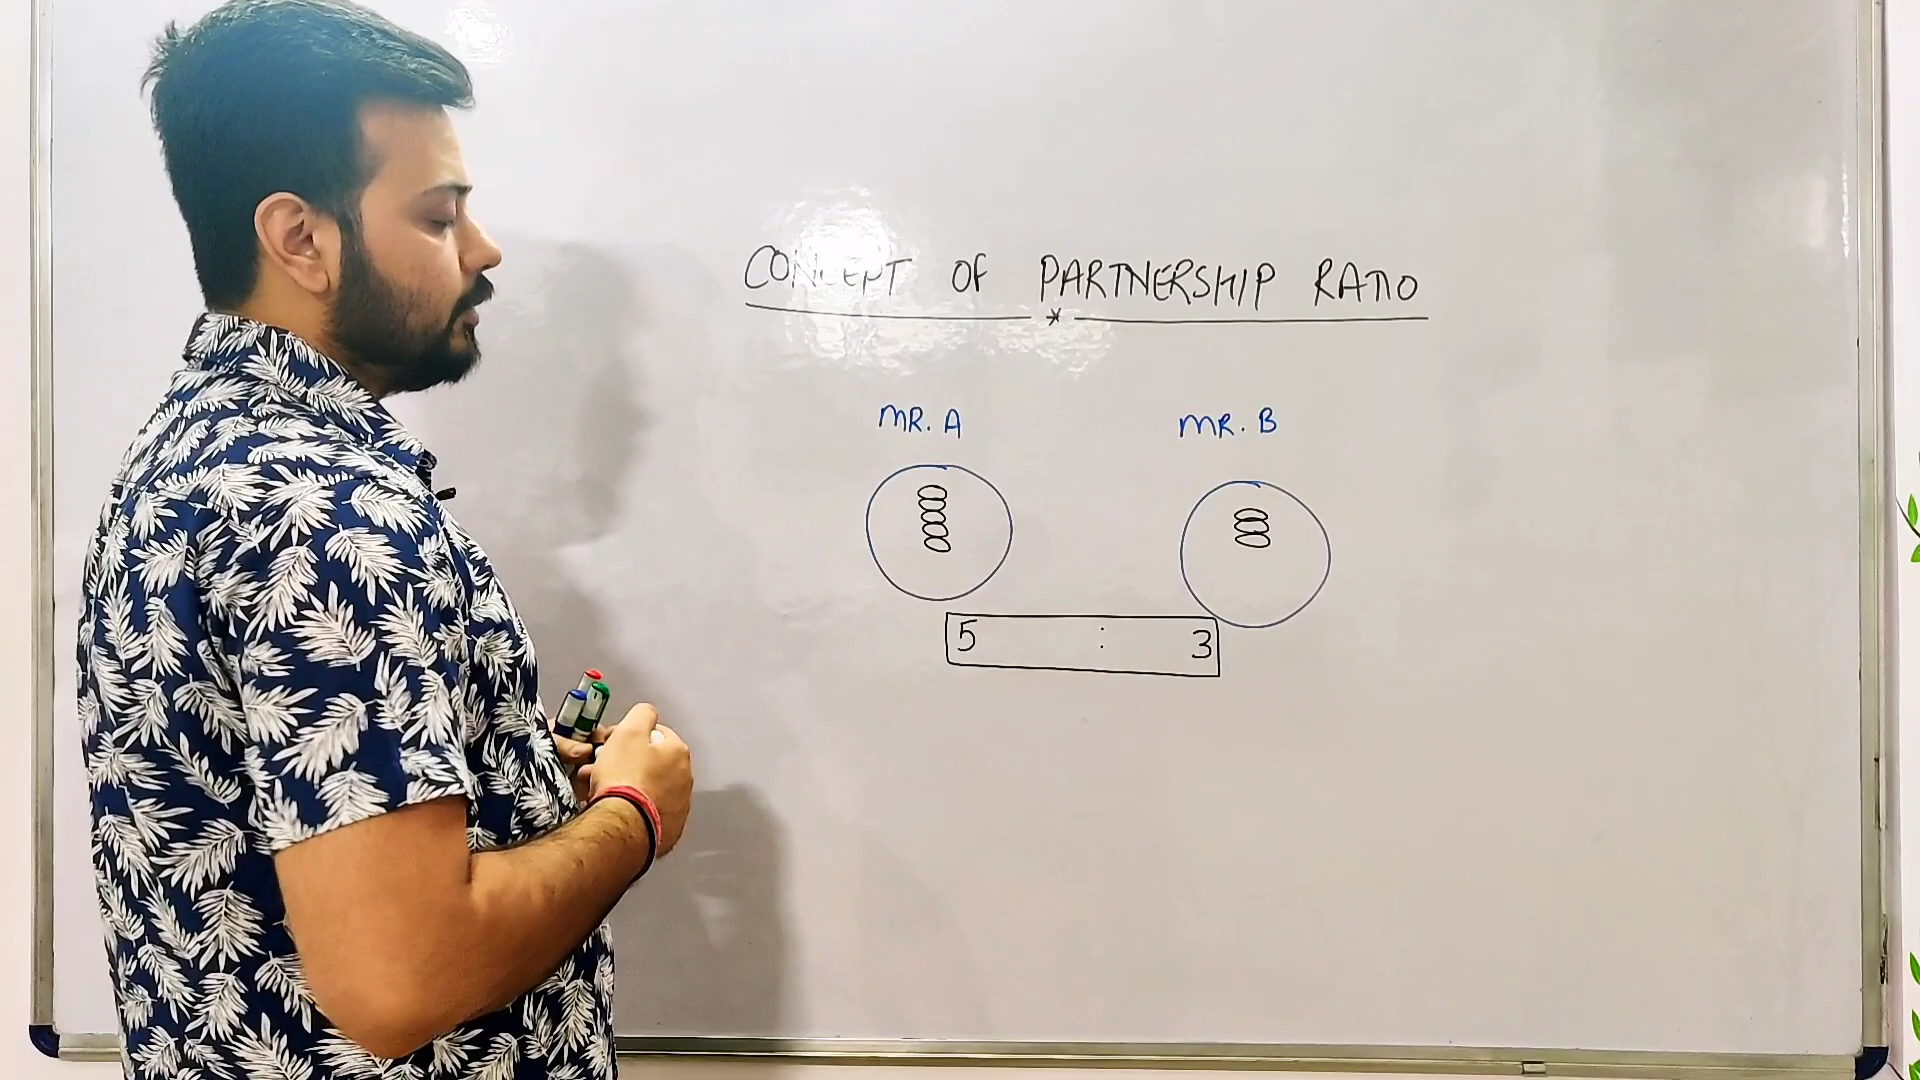 CONCEPT OF PARTNERSHIP RATIO
*
MR. A MR. B
5 : 3